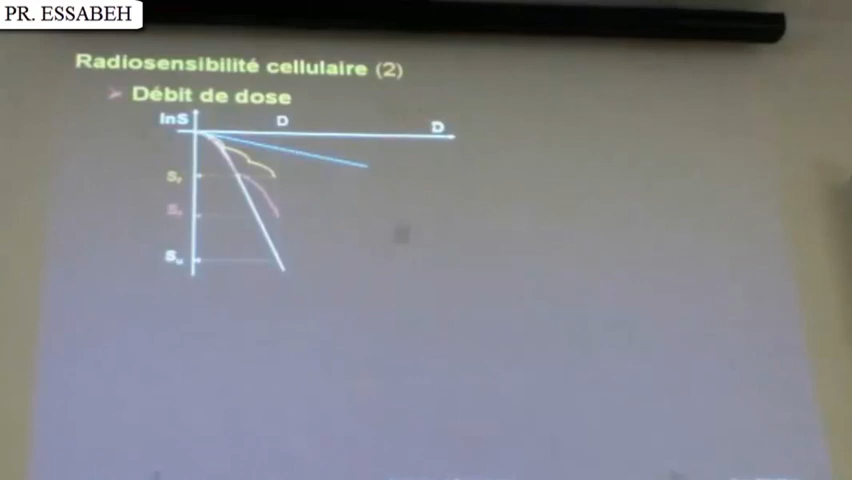 PR. ESSABEH
Radiosensibilité cellulaire (2)
➢ Débit de dose
lnS
D
D